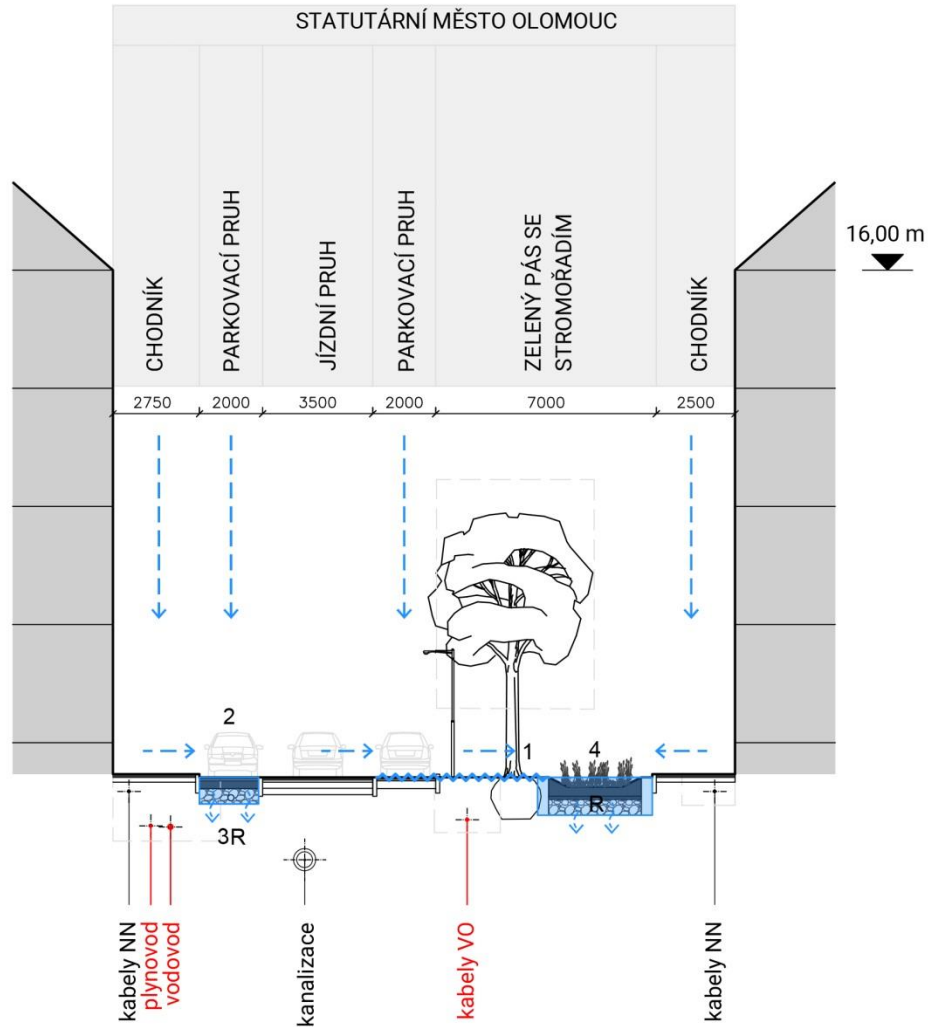 STATUTÁRNÍ MĚSTO OLOMOUC
CHODNÍK
PARKOVACÍ PRUH
JÍZDNÍ PRUH
PARKOVACÍ PRUH
ZELENÝ PÁS SE
STROMOŘADÍM
CHODNÍK
16,00 m
2750
2000
3500
2000
7000
2500
2
1
4
R
3R
kabely NN
plynovod
vodovod
kanalizace
kabely VO
kabely NN